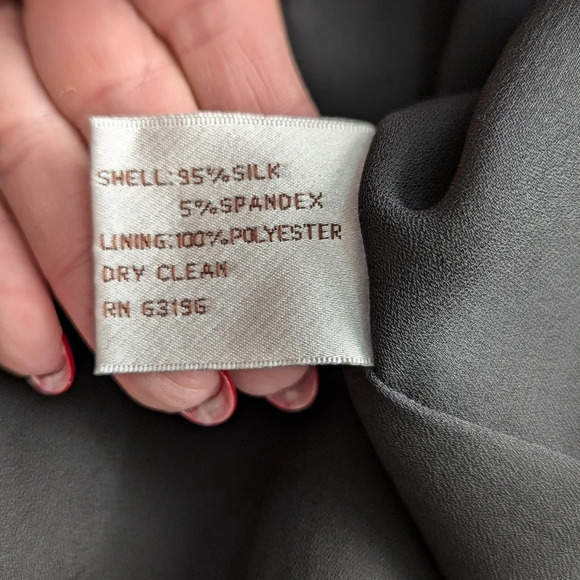 SHELL:95%SILK
5%SPANDEX
LINING:100%POLYESTER
DRY CLEAN
RN 63196